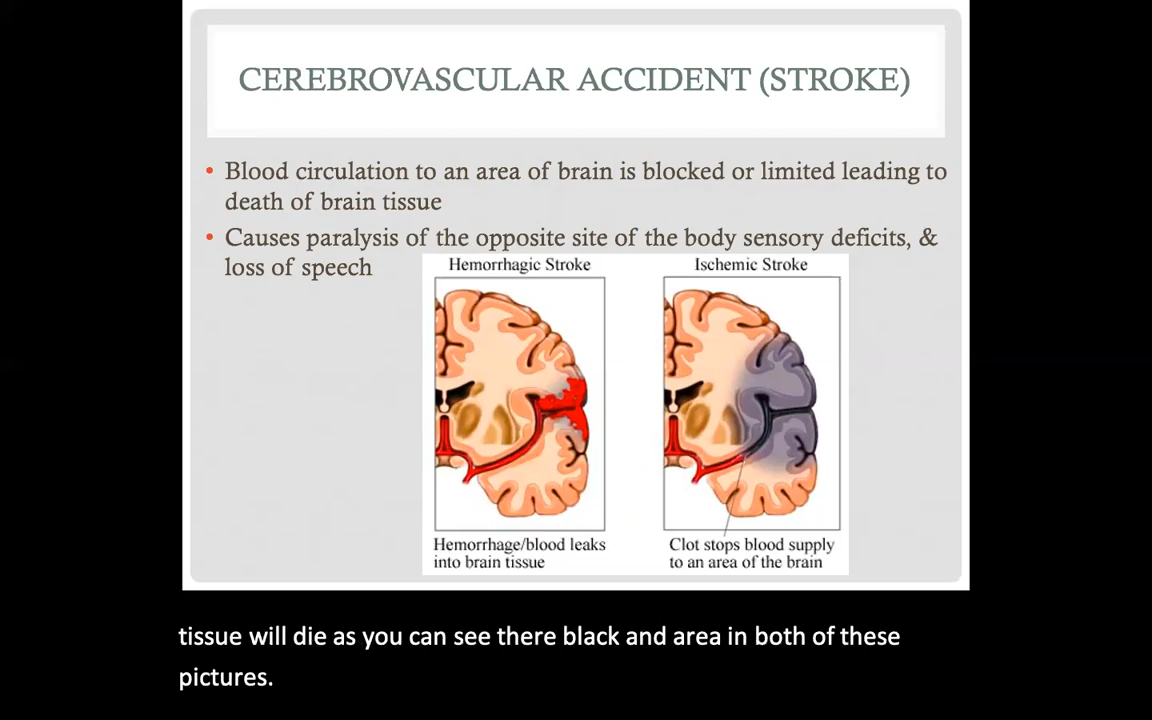 CEREBROVASCULAR ACCIDENT (STROKE)
• Blood circulation to an area of brain is blocked or limited leading to
death of brain tissue
• Causes paralysis of the opposite site of the body sensory deficits, &
loss of speech
Hemorrhagic Stroke
Ischemic Stroke
Hemorrhage/blood leaks
into brain tissue
Clot stops blood supply
to an area of the brain
tissue will die as you can see there black and area in both of these
pictures.